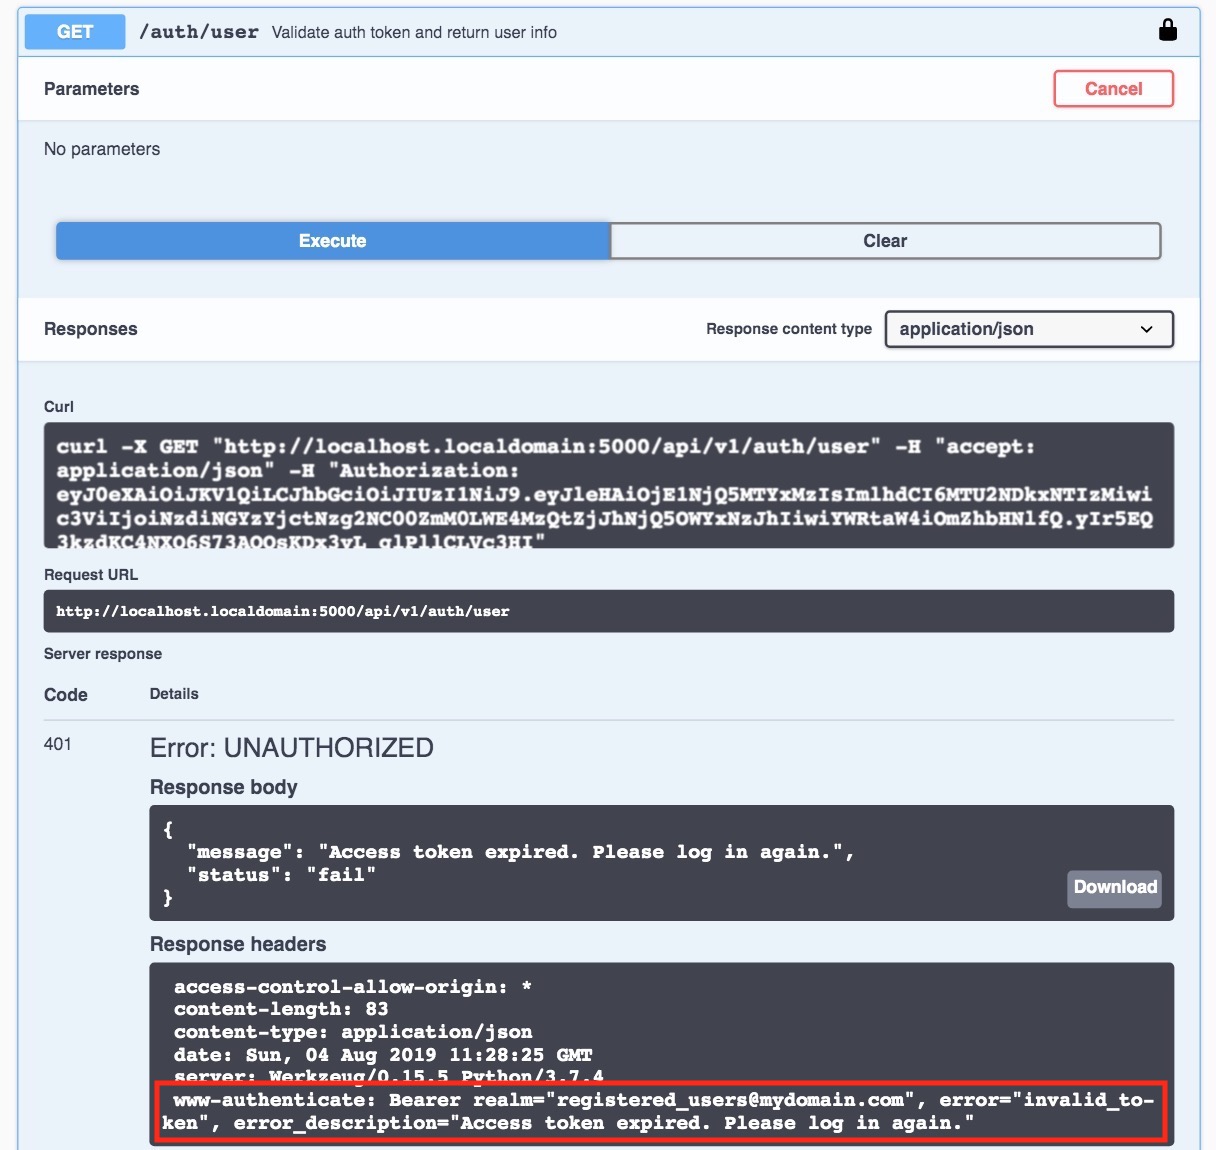 GET /auth/user Validate auth token and return user info
Parameters
Cancel
No parameters
Execute
Clear
Responses
Response content type
application/json
Curl
curl -X GET "http://localhost.localdomain:5000/api/v1/auth/user" -H "accept:
application/json" -H "Authorization:
eyJ0eXAiOiJKV1QiLCJhbGciOiJIUzI1NiJ9.eyJleHAiOjE1NjQ5MTYxMzIsImlhdCI6MTU2NDkxNTIzMiwi
c3ViIjoiNzdiNGYzYjctNzg2NC00ZmM0LWE4MzQtZjJhNjQ5OWYxNzJhIiwiYWRtaW4iOmZhbHNlfQ.yIr5EQ
Request URL
http://localhost.localdomain:5000/api/v1/auth/user
Server response
Code
Details
401
Error: UNAUTHORIZED
Response body
{
"message": "Access token expired. Please log in again.",
"status": "fail"
}
Download
Response headers
access-control-allow-origin: *
content-length: 83
content-type: application/json
date: Sun, 04 Aug 2019 11:28:25 GMT
server: Werkzeug/0.15.5 Python/3.7.4
www-authenticate: Bearer realm="registered_users@mydomain.com", error="invalid_to-
ken", error_description="Access token expired. Please log in again."